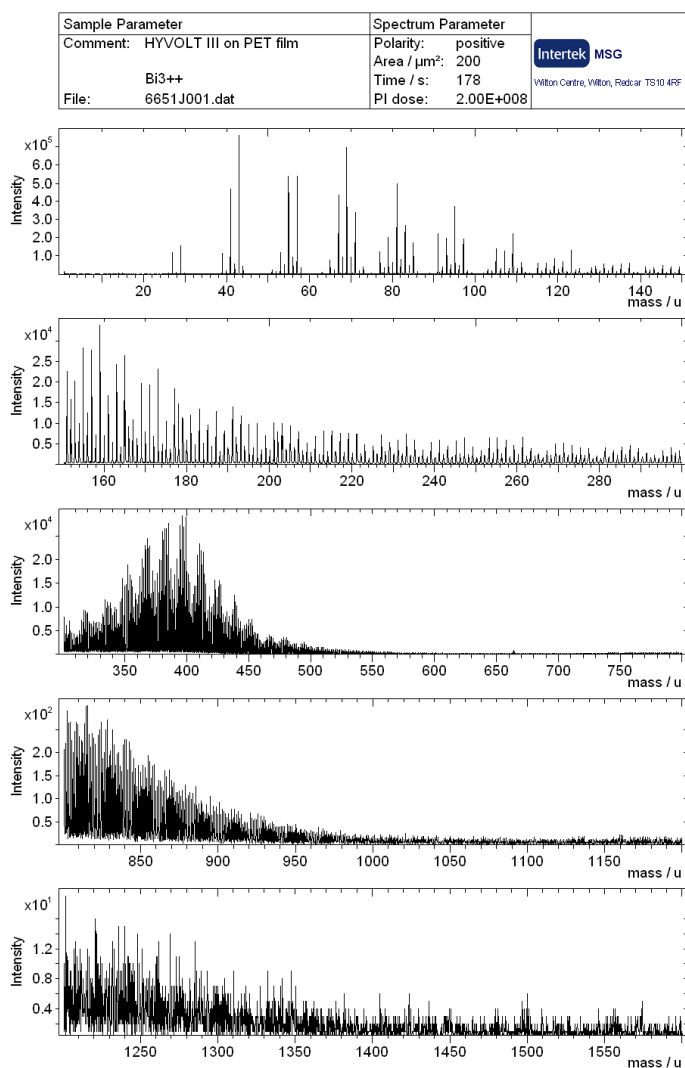 Sample Parameter
Comment: HYVOLT III on PET film
Bi3++
File: 6651J001.dat
Spectrum Parameter
Polarity: positive
Area / µm²: 200
Time / s: 178
PI dose: 2.00E+008
Intertek MSG
Wilton Centre, Wilton, Redcar TS10 4RF
x10⁵
6.0
5.0
4.0
3.0
2.0
1.0
Intensity
20 40 60 80 100 120 140
mass / u
x10⁴
2.5
2.0
1.5
1.0
0.5
Intensity
160 180 200 220 240 260 280
mass / u
x10⁴
2.0
1.5
1.0
0.5
Intensity
350 400 450 500 550 600 650 700 750
mass / u
x10²
2.0
1.5
1.0
0.5
Intensity
850 900 950 1000 1050 1100 1150
mass / u
x10¹
1.2
0.8
0.4
Intensity
1250 1300 1350 1400 1450 1500 1550
mass / u